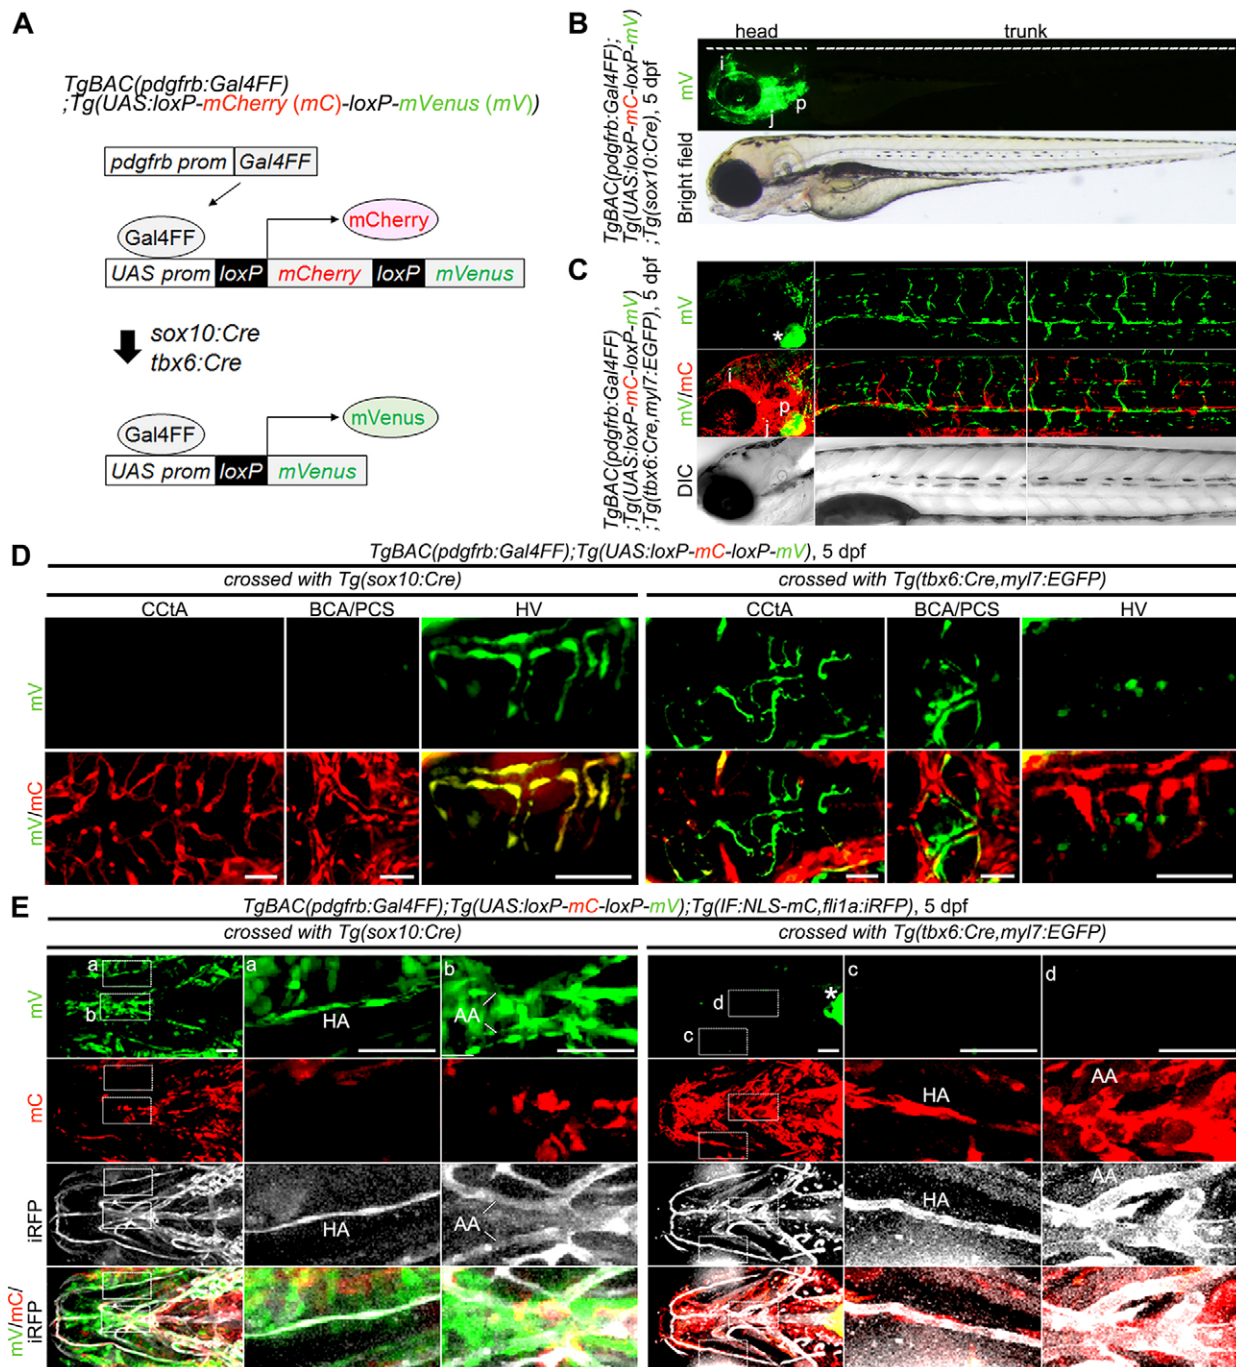 A
TgBAC(pdgfrb:Gal4FF)
;Tg(UAS:loxP-mCherry (mC)-loxP-mVenus (mV))
pdgfrb prom Gal4FF
Gal4FF
mCherry
UAS prom loxP mCherry loxP mVenus
sox10:Cre
tbx6:Cre
Gal4FF
mVenus
UAS prom loxP mVenus
B
TgBAC(pdgfrb:Gal4FF);
Tg(UAS:loxP-mC-loxP-mV)
;Tg(sox10:Cre), 5 dpf
head trunk
mV
i
p
j
Bright field
C
TgBAC(pdgfrb:Gal4FF)
;Tg(UAS:loxP-mC-loxP-mV)
;Tg(tbx6:Cre,myl7:EGFP), 5 dpf
mV
*
mV/mC
i
p
j
DIC
D
TgBAC(pdgfrb:Gal4FF);Tg(UAS:loxP-mC-loxP-mV), 5 dpf
crossed with Tg(sox10:Cre) crossed with Tg(tbx6:Cre,myl7:EGFP)
CCtA BCA/PCS HV CCtA BCA/PCS HV
mV
mV/mC
E
TgBAC(pdgfrb:Gal4FF);Tg(UAS:loxP-mC-loxP-mV);Tg(IF:NLS-mC,fli1a:iRFP), 5 dpf
crossed with Tg(sox10:Cre) crossed with Tg(tbx6:Cre,myl7:EGFP)
mV
a
b
a
HA
b
AA
d
c
*
c
d
mC
HA
AA
iRFP
HA
AA
HA
AA
mV/mC/
iRFP